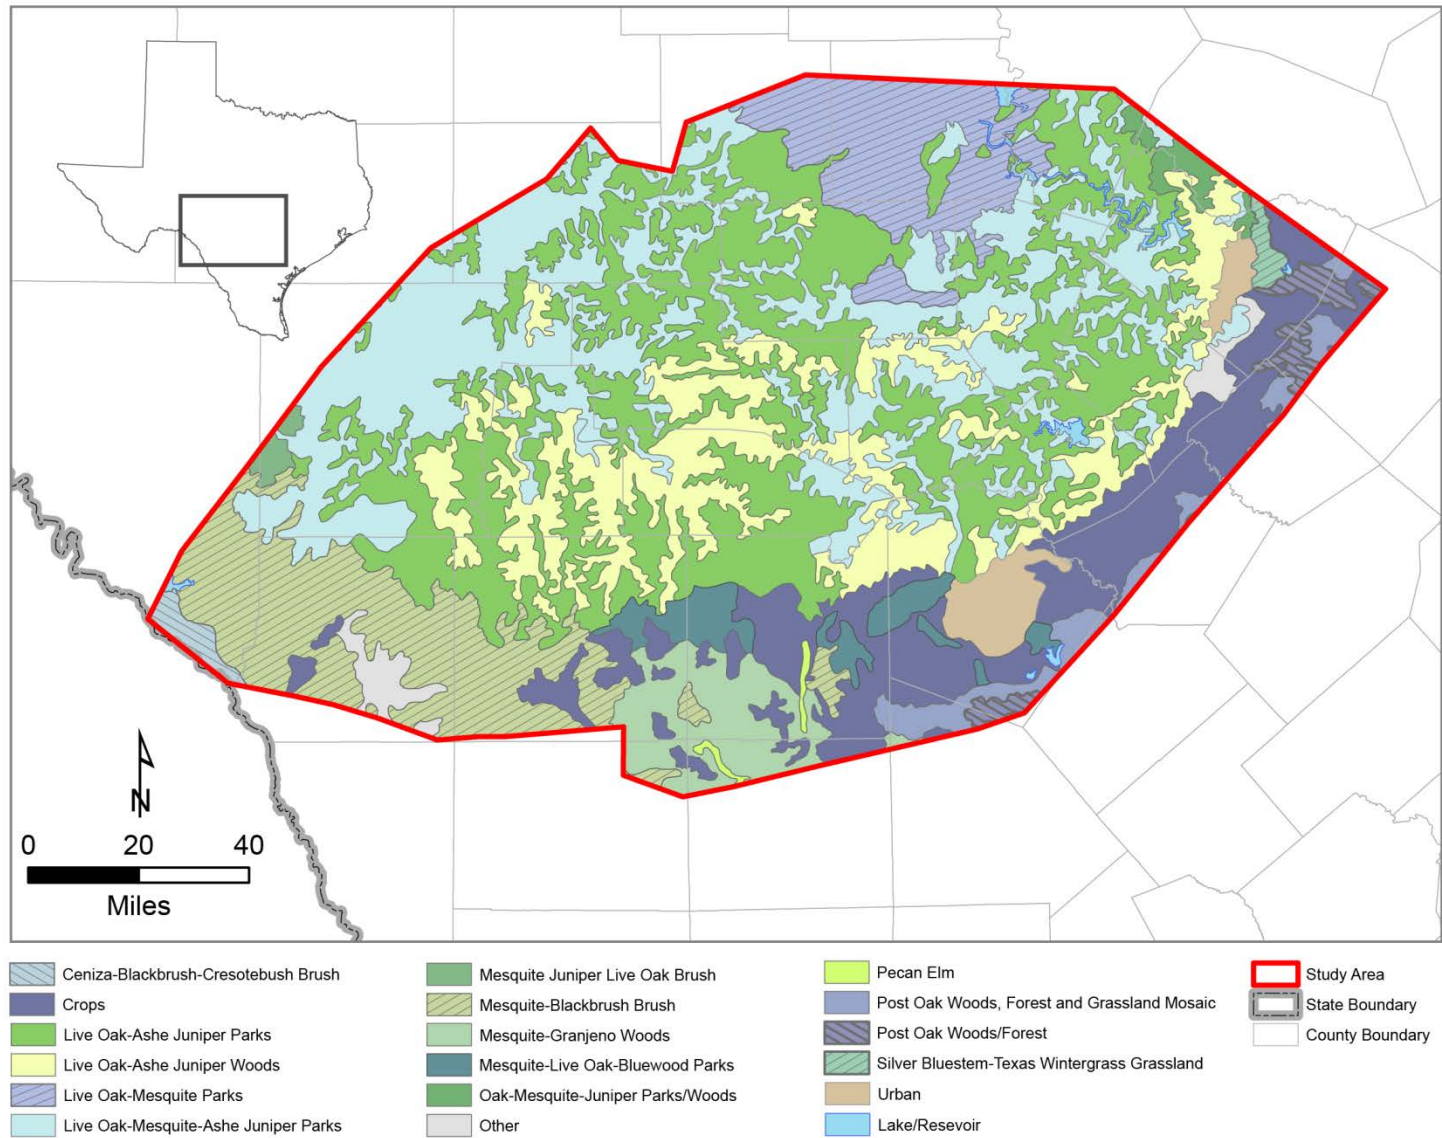 N
0 20 40
Miles
Ceniza-Blackbrush-Cresotebush Brush
Crops
Live Oak-Ashe Juniper Parks
Live Oak-Ashe Juniper Woods
Live Oak-Mesquite Parks
Live Oak-Mesquite-Ashe Juniper Parks
Mesquite Juniper Live Oak Brush
Mesquite-Blackbrush Brush
Mesquite-Granjeno Woods
Mesquite-Live Oak-Bluewood Parks
Oak-Mesquite-Juniper Parks/Woods
Other
Pecan Elm
Post Oak Woods, Forest and Grassland Mosaic
Post Oak Woods/Forest
Silver Bluestem-Texas Wintergrass Grassland
Urban
Lake/Resevoir
Study Area
State Boundary
County Boundary